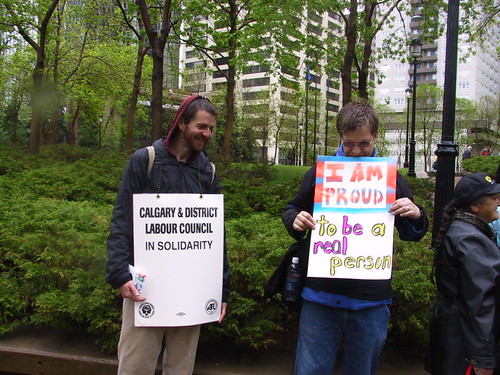 CALGARY & DISTRICT
LABOUR COUNCIL
IN SOLIDARITY
I AM
PROUD
to be a
real
person